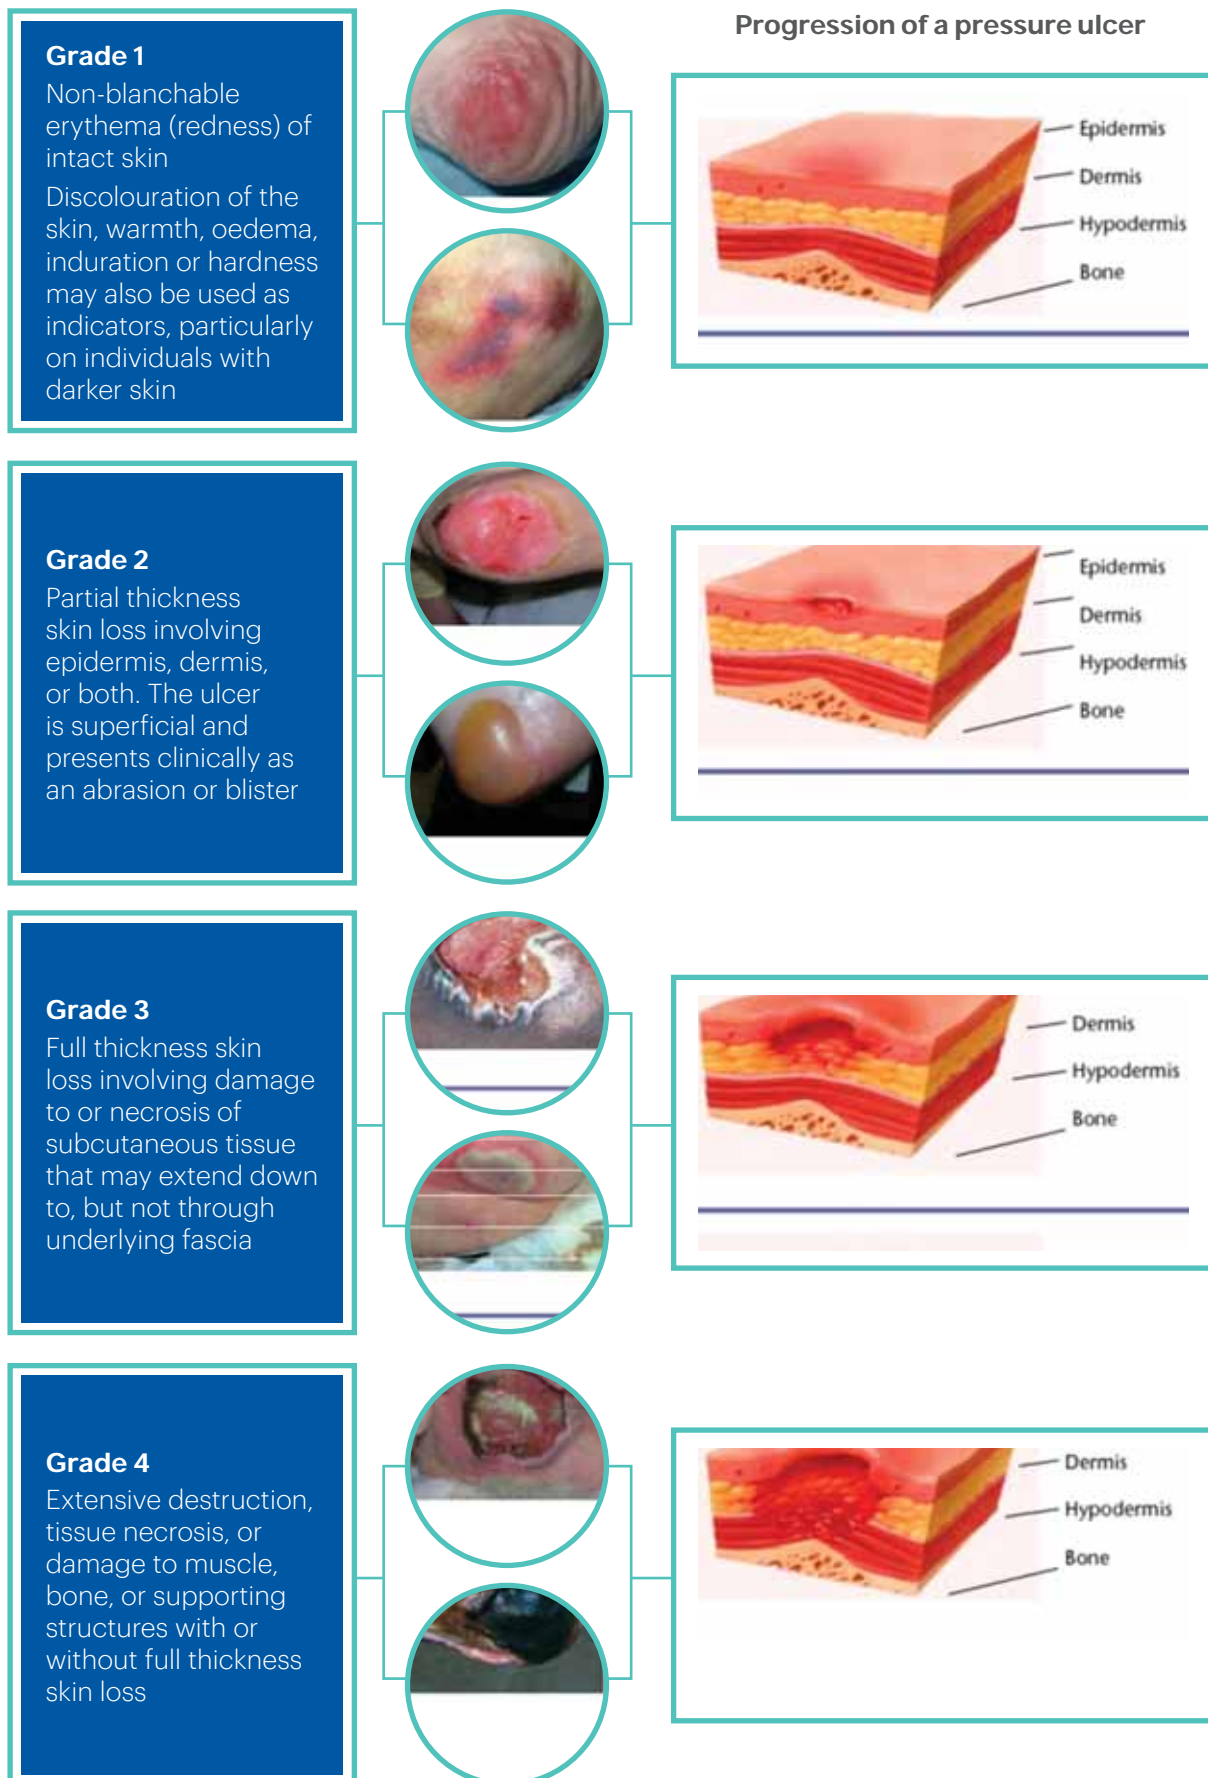 Progression of a pressure ulcer
Grade 1
Non-blanchable
erythema (redness) of
intact skin
Discolouration of the
skin, warmth, oedema,
induration or hardness
may also be used as
indicators, particularly
on individuals with
darker skin
Epidermis
Dermis
Hypodermis
Bone
Grade 2
Partial thickness
skin loss involving
epidermis, dermis,
or both. The ulcer
is superficial and
presents clinically as
an abrasion or blister
Epidermis
Dermis
Hypodermis
Bone
Grade 3
Full thickness skin
loss involving damage
to or necrosis of
subcutaneous tissue
that may extend down
to, but not through
underlying fascia
Dermis
Hypodermis
Bone
Grade 4
Extensive destruction,
tissue necrosis, or
damage to muscle,
bone, or supporting
structures with or
without full thickness
skin loss
Dermis
Hypodermis
Bone